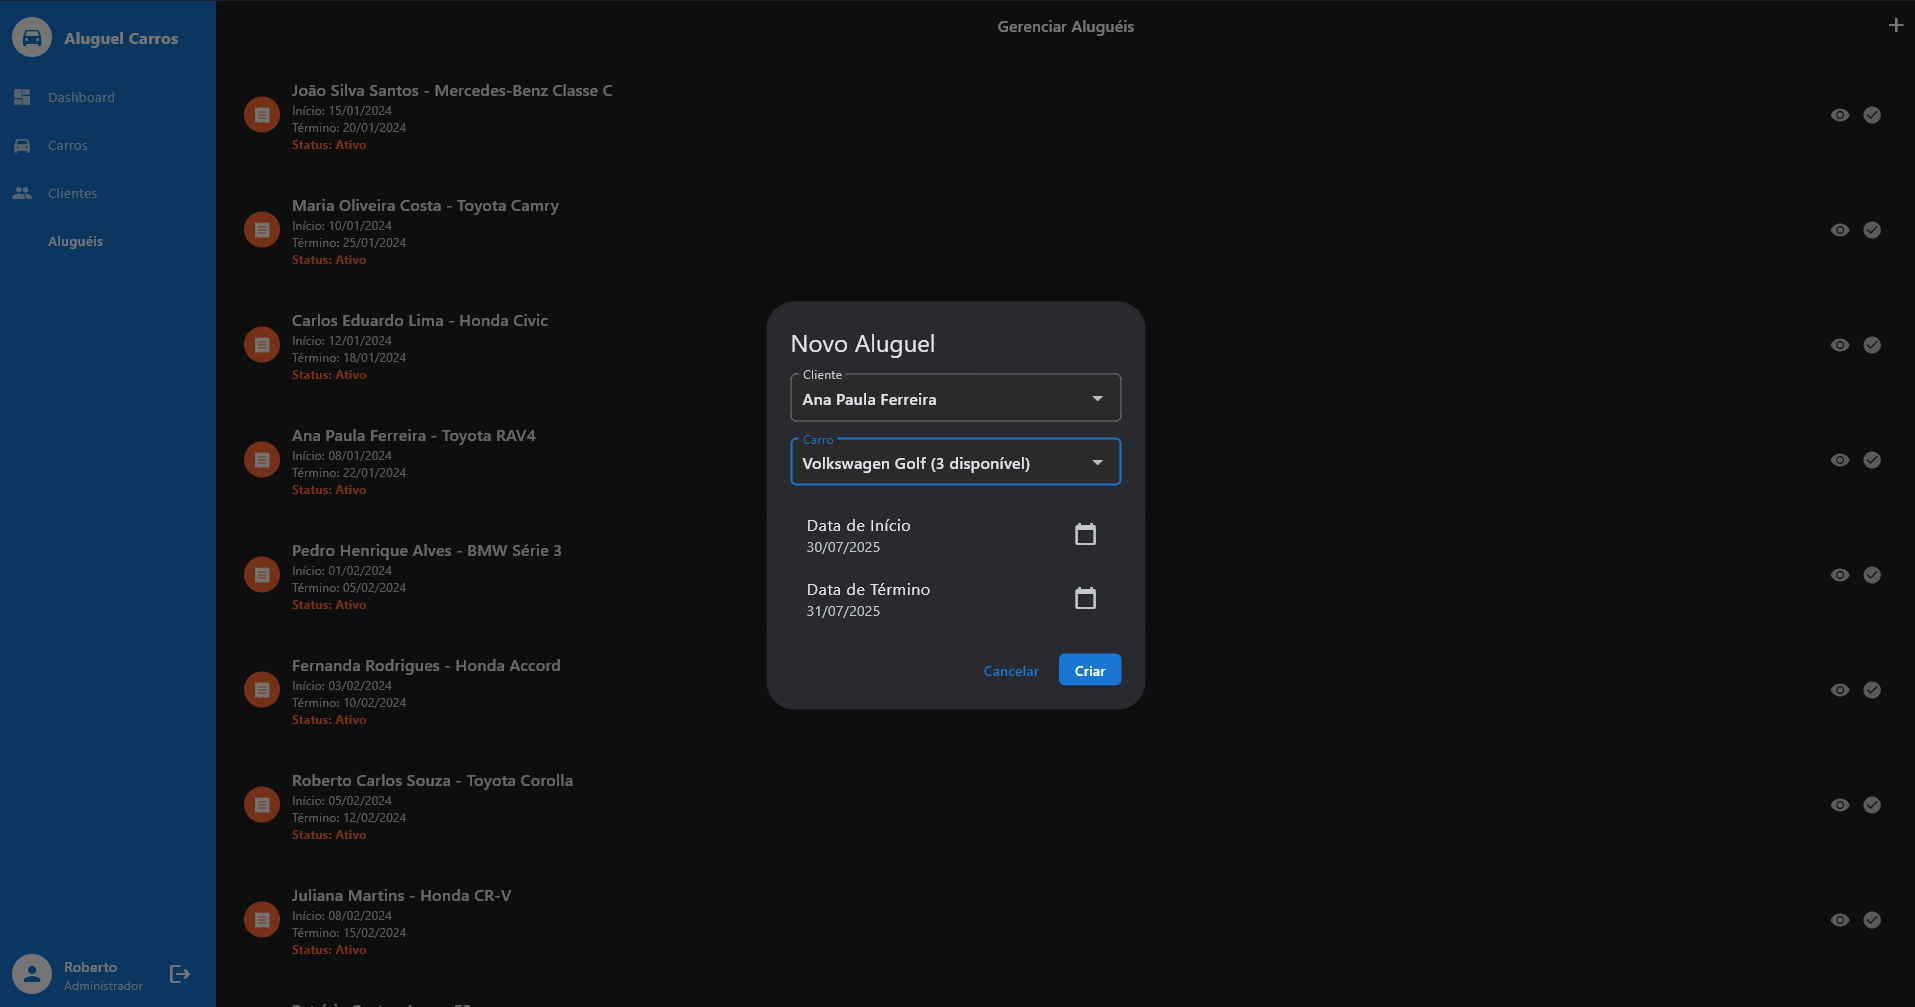 Aluguel Carros
Dashboard
Carros
Clientes
Aluguéis
Roberto
Administrador
Gerenciar Aluguéis
João Silva Santos - Mercedes-Benz Classe C
Início: 15/01/2024
Término: 20/01/2024
Status: Ativo
Maria Oliveira Costa - Toyota Camry
Início: 10/01/2024
Término: 25/01/2024
Status: Ativo
Carlos Eduardo Lima - Honda Civic
Início: 12/01/2024
Término: 18/01/2024
Status: Ativo
Ana Paula Ferreira - Toyota RAV4
Início: 08/01/2024
Término: 22/01/2024
Status: Ativo
Pedro Henrique Alves - BMW Série 3
Início: 01/02/2024
Término: 05/02/2024
Status: Ativo
Fernanda Rodrigues - Honda Accord
Início: 03/02/2024
Término: 10/02/2024
Status: Ativo
Roberto Carlos Souza - Toyota Corolla
Início: 05/02/2024
Término: 12/02/2024
Status: Ativo
Juliana Martins - Honda CR-V
Início: 08/02/2024
Término: 15/02/2024
Status: Ativo
Novo Aluguel
Cliente
Ana Paula Ferreira
Carro
Volkswagen Golf (3 disponível)
Data de Início
30/07/2025
Data de Término
31/07/2025
Cancelar
Criar